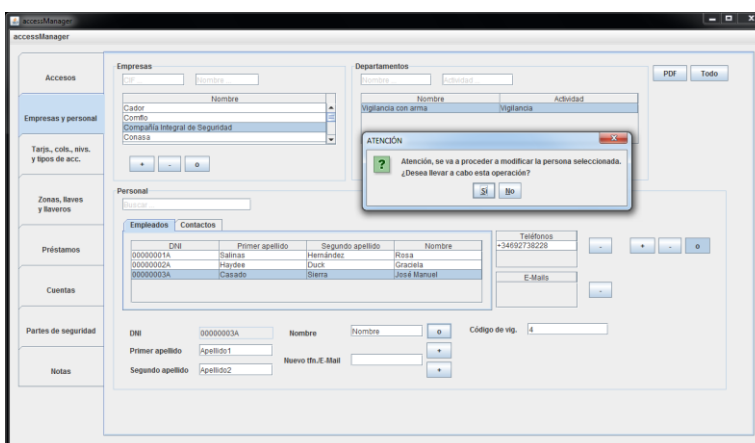 accessManager
accessManager
Accesos
Empresas y personal
Tarjs., cols., nivs.
y tipos de acc.
Zonas, llaves
y llaveros
Préstamos
Cuentas
Partes de seguridad
Notas
Empresas
CIF...
Nombre...
Nombre
Cador
Comflo
Compañía Integral de Seguridad
Conasa
+ - o
Departamentos
Nombre...
Actividad...
Nombre Actividad
Vigilancia con arma Vigilancia
PDF Todo
ATENCIÓN
Atención, se va a proceder a modificar la persona seleccionada.
¿Desea llevar a cabo esta operación?
Sí No
Personal
Buscar...
Empleados Contactos
DNI Primer apellido Segundo apellido Nombre
00000001A Salinas Hernández Rosa
00000002A Haydee Duck Graciela
00000003A Casado Sierra José Manuel
Teléfonos
+34692738228
-
E-Mails
-
+ - o
DNI 00000003A Nombre Nombre o Código de vig. 4
Primer apellido Apellido1
Nuevo tfn./E-Mail + +
Segundo apellido Apellido2